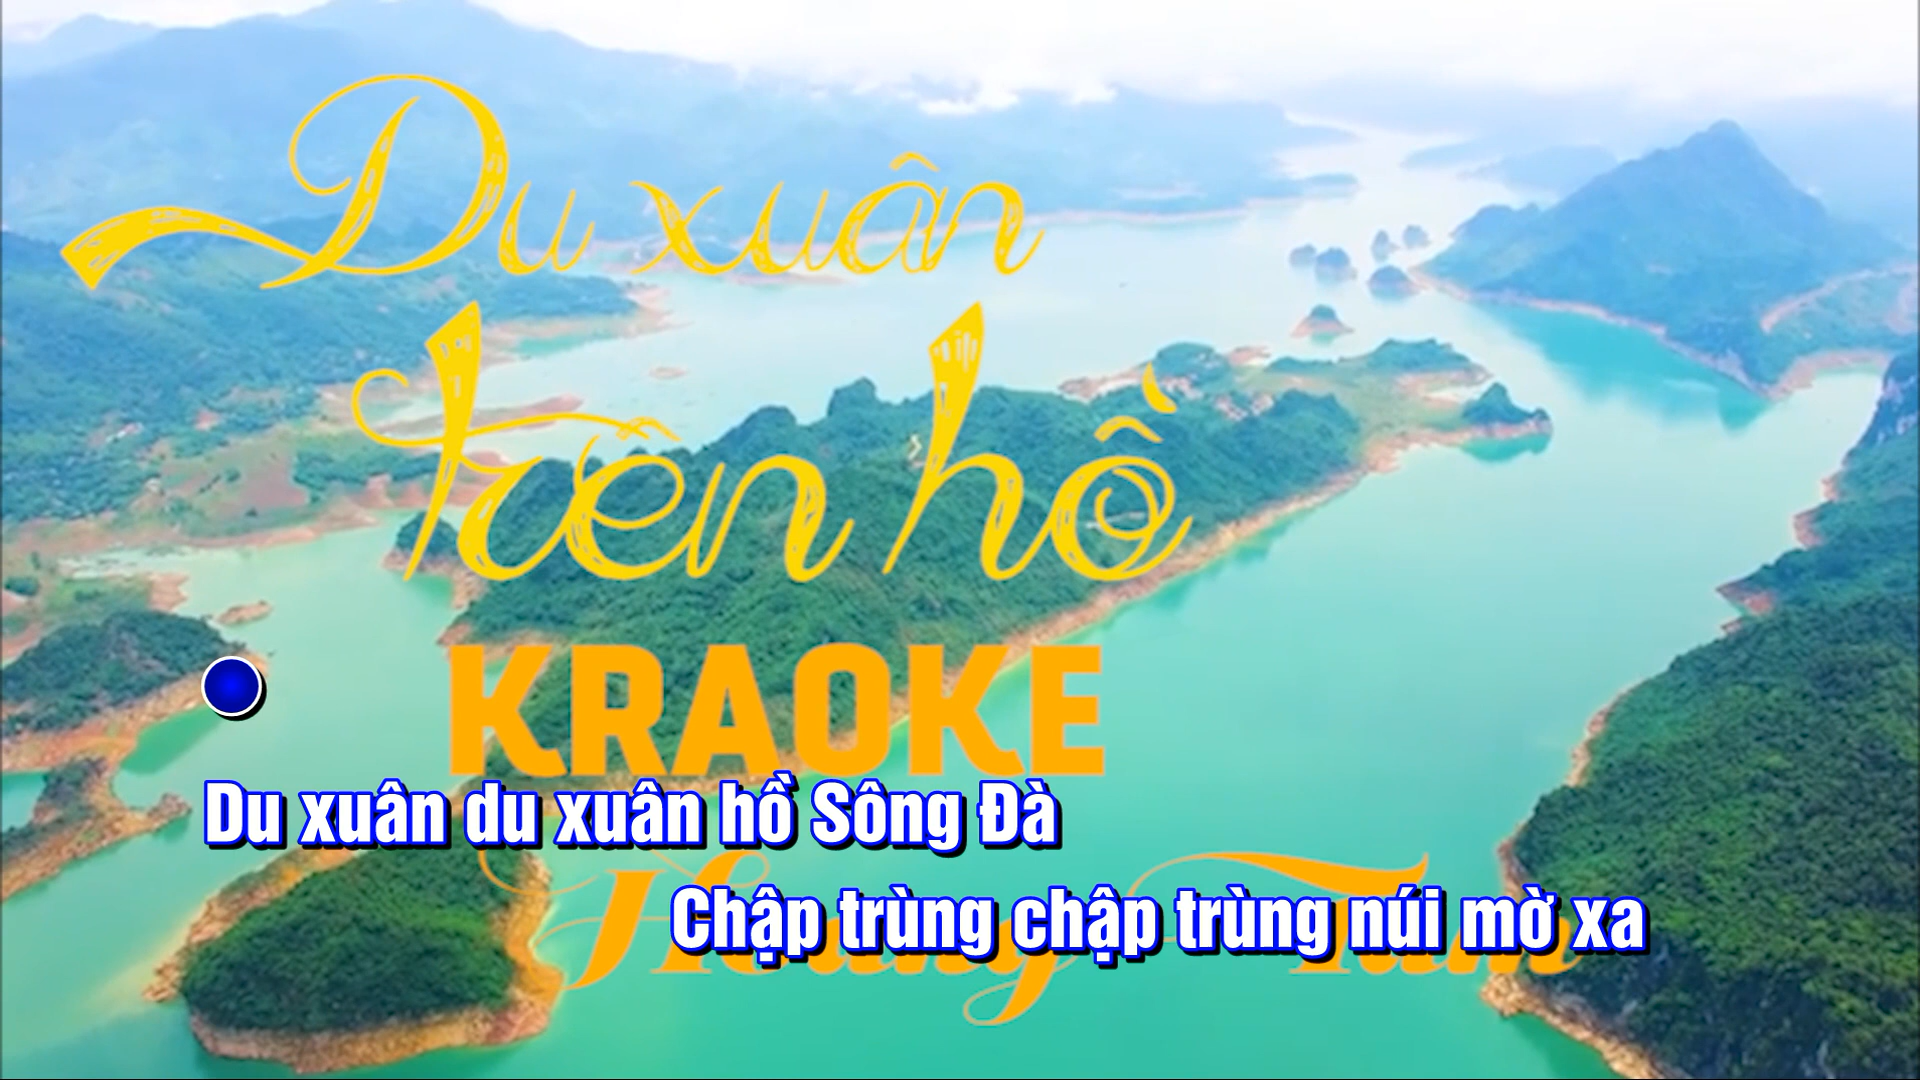 Du xuân
trên hồ
KRAOKE
Du xuân du xuân hồ Sông Đà
Chập trùng chập trùng núi mờ xa